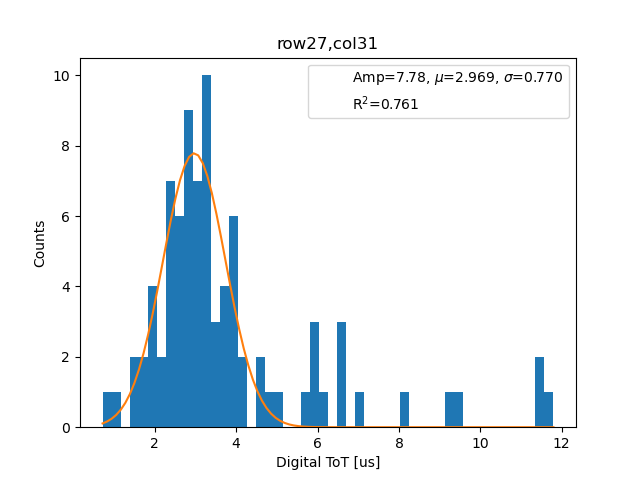 row27,col31
Amp=7.78, μ=2.969, σ=0.770
R²=0.761
Counts
10
8
6
4
2
0
2 4 6 8 10 12
Digital ToT [us]